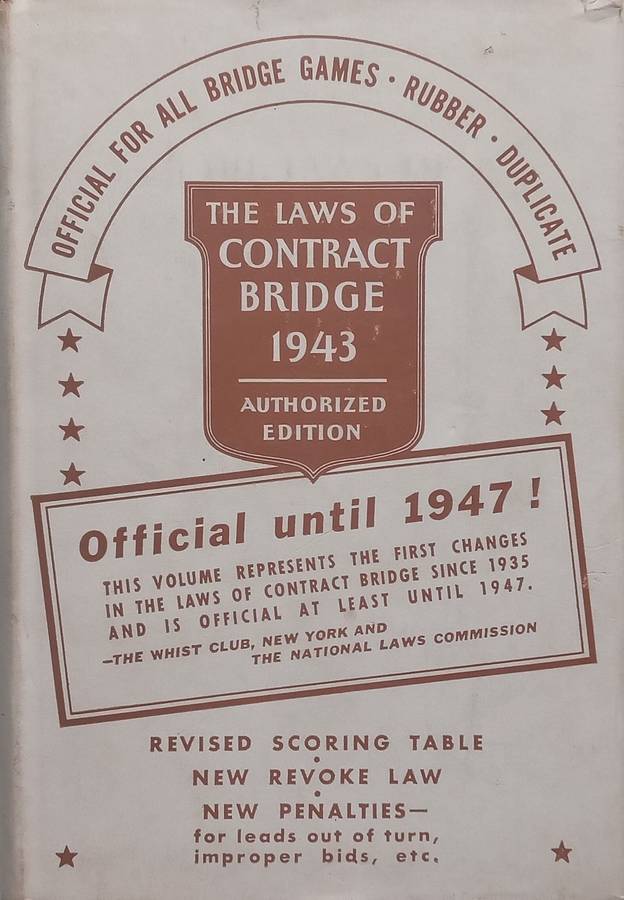 OFFICIAL FOR ALL BRIDGE GAMES · RUBBER · DUPLICATE
THE LAWS OF
CONTRACT
BRIDGE
1943
AUTHORIZED
EDITION
Official until 1947!
THIS VOLUME REPRESENTS THE FIRST CHANGES
IN THE LAWS OF CONTRACT BRIDGE SINCE 1935
AND IS OFFICIAL AT LEAST UNTIL 1947.
—THE WHIST CLUB, NEW YORK AND
THE NATIONAL LAWS COMMISSION
REVISED SCORING TABLE
•
NEW REVOKE LAW
•
NEW PENALTIES—
for leads out of turn,
improper bids, etc.